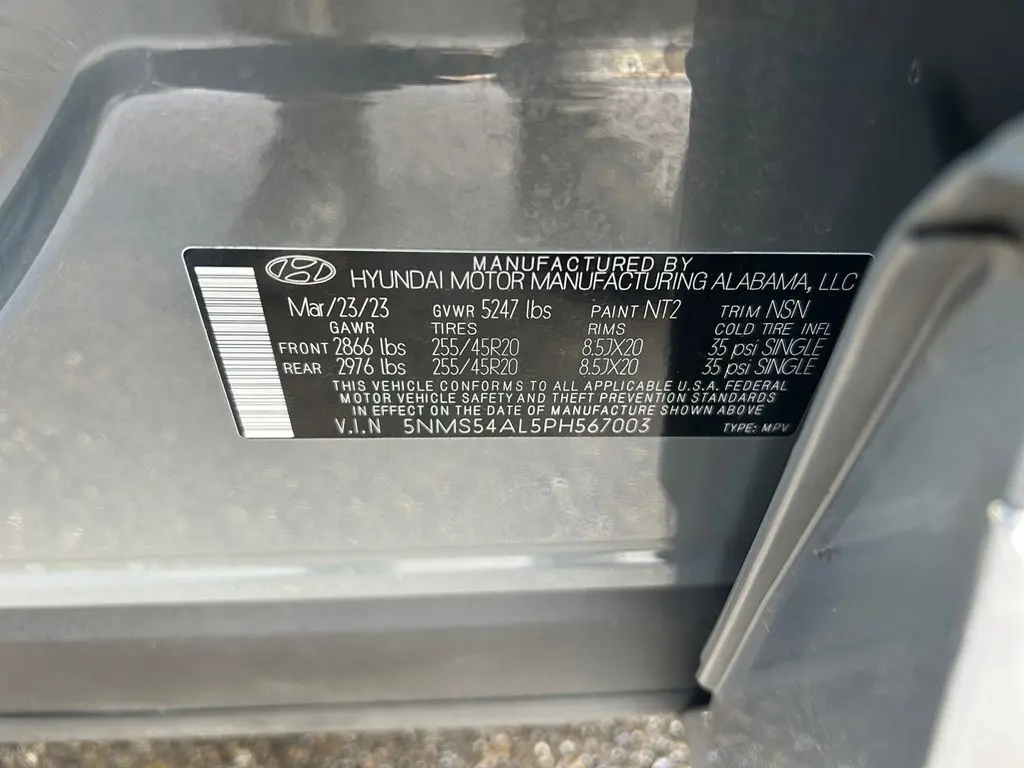 MANUFACTURED BY
HYUNDAI MOTOR MANUFACTURING ALABAMA, LLC
Mar/23/23 GVWR 5247 lbs PAINT NT2 TRIM NSN
GAWR TIRES RIMS COLD TIRE INFL
FRONT 2866 lbs 255/45R20 8.5JX20 35 psi SINGLE
REAR 2976 lbs 255/45R20 8.5JX20 35 psi SINGLE
THIS VEHICLE CONFORMS TO ALL APPLICABLE U.S.A. FEDERAL
MOTOR VEHICLE SAFETY AND THEFT PREVENTION STANDARDS
IN EFFECT ON THE DATE OF MANUFACTURE SHOWN ABOVE
V.I.N 5NMS54AL5PH567003 TYPE: MPV